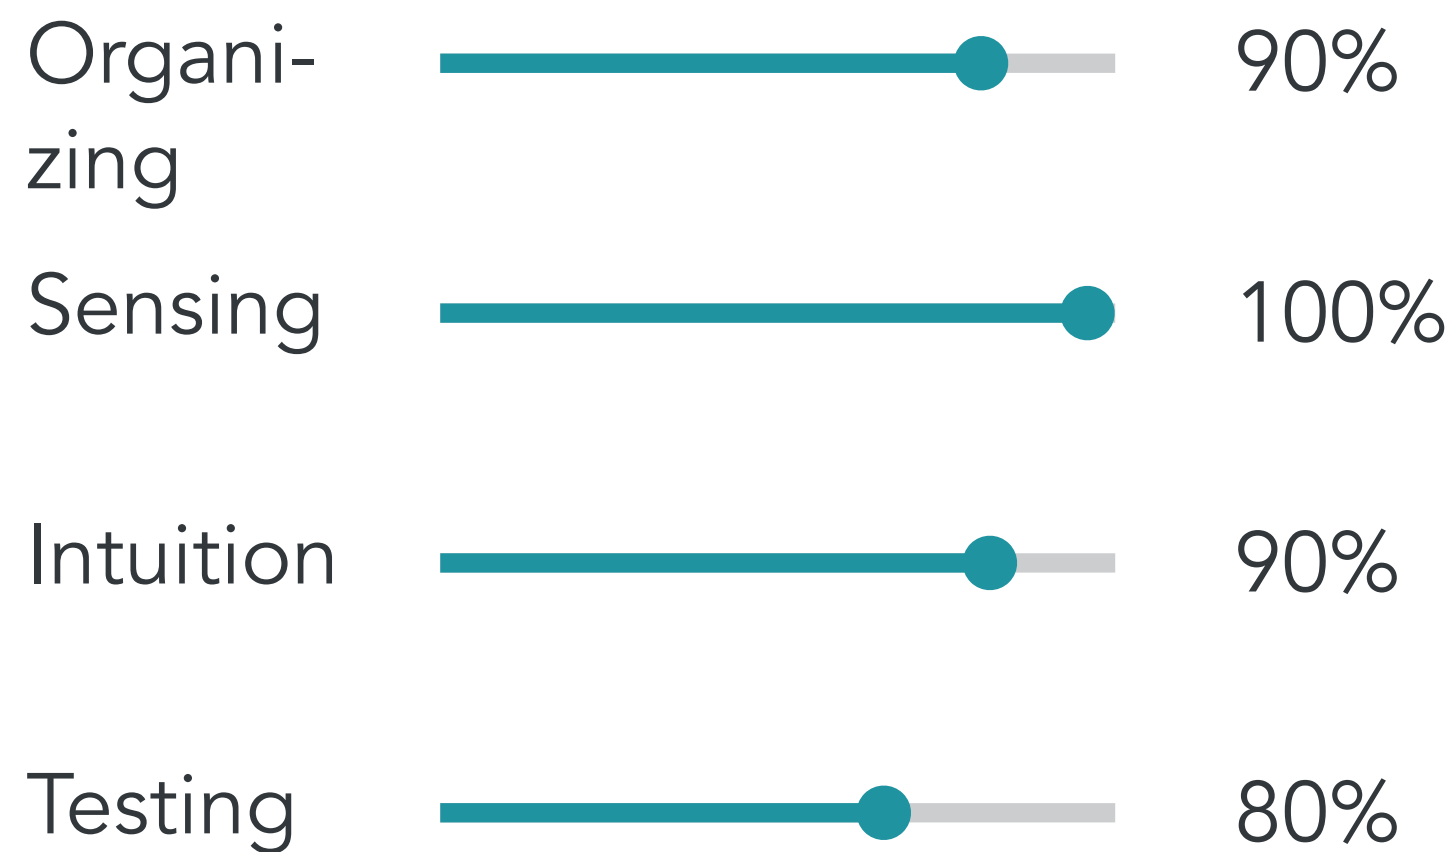 Organi- 90%
zing
Sensing 100%
Intuition 90%
Testing 80%